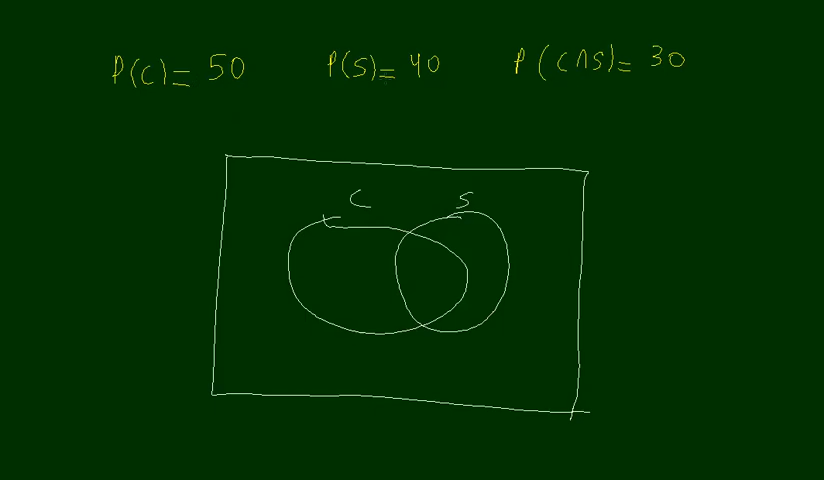 P(C) = 50 P(S) = 40 P(C∩S) = 30
C S